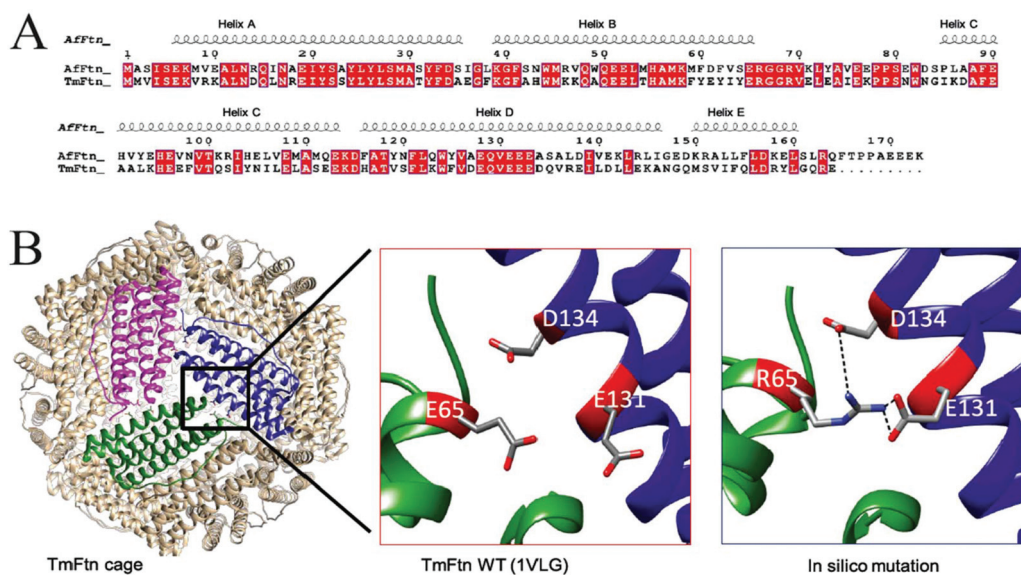 A
Helix A Helix B Helix C
AfFtn_
1 10 20 30 40 50 60 70 80 90
AfFtn_ MASISEKMVEALNRQINAEIYSAYLYLSMASYFDSIGLKGFSNWMRVQWQEELMHAMKMFDFVSERGGRVKLYAVEEPPSEWDSPLAAFE
TmFtn_ MMVISEKVRKALNDQLNREIYSSYLYLSMATYFDAEGFKGFAHWMKKQAQEELTHAMKFYEYIYERGGRVELEAIEKPPSNWNGIKDAFE
Helix C Helix D Helix E
AfFtn_
100 110 120 130 140 150 160 170
AfFtn_ HVYEHEVNVTKRIHELVEMAMQEKDFATYNFLQWYVAEQVEEEASALDIVEKLRLIGEDKRALLFLDKELSLRQFTPPAEEEK
TmFtn_ AALKHEEFVTQSIYNILELASEEKDHATVSFLKWFVDEQVEEEDQVREILDLLEKANGQMSVIFQLDRYLGQRE.........
B
D134
E65
E131
D134
R65
E131
TmFtn cage
TmFtn WT (1VLG)
In silico mutation